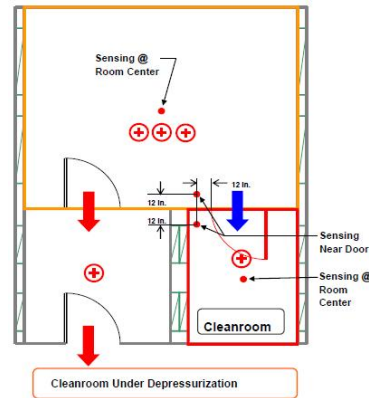 Sensing @
Room Center
12 In.
12 In.
12 In.
Sensing
Near Door
Sensing @
Room
Center
Cleanroom
Cleanroom Under Depressurization